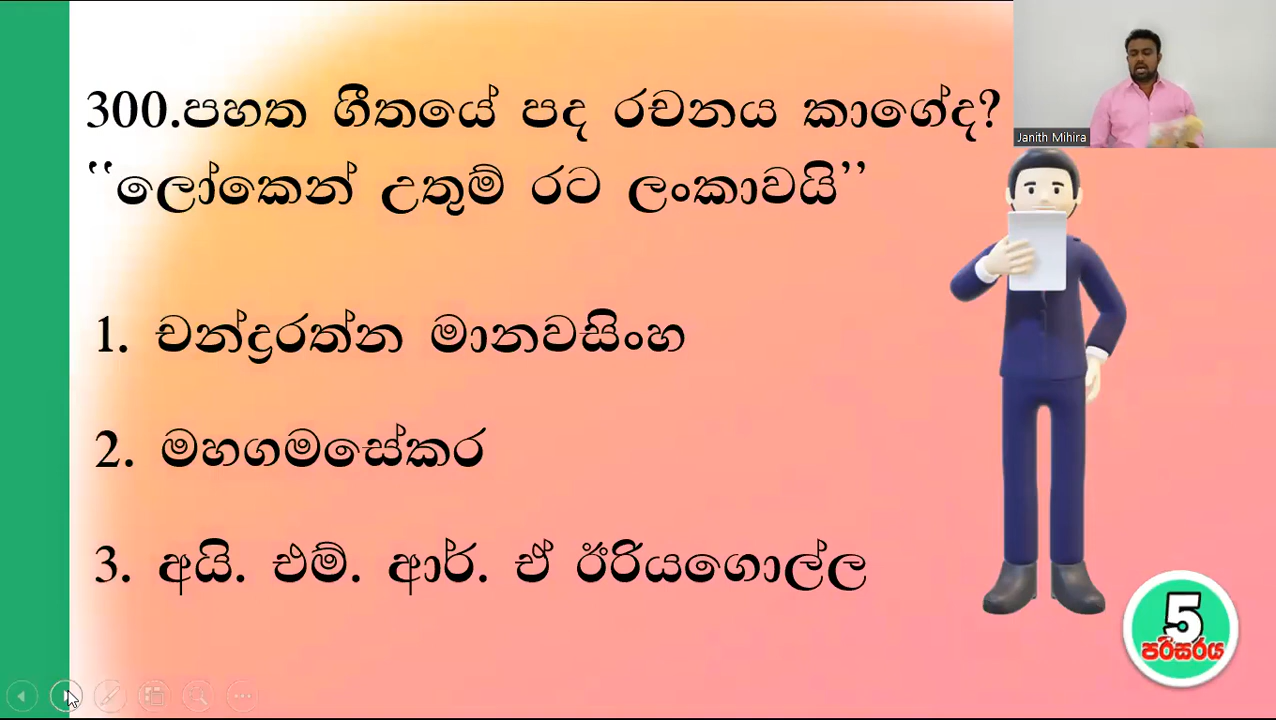 300.පහත ගීතයේ පද රචනය කාගේද?
‘‘ලෝකෙන් උතුම් රට ලංකාවයි’’
1. චන්ද්‍රරත්න මානවසිංහ
2. මහගමසේකර
3. අයි. එම්. ආර්. ඒ ඊරියගොල්ල
Janith Mihira
5
පරිසරය